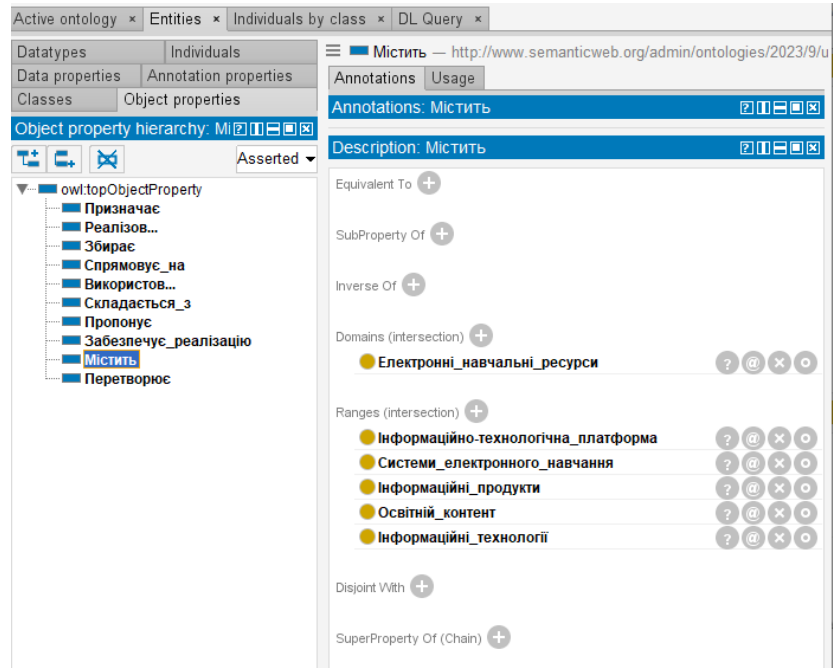 Active ontology × Entities × Individuals by class × DL Query ×
Datatypes Individuals
Data properties Annotation properties
Classes Object properties
Object property hierarchy: Мі
Asserted
owl:topObjectProperty
Призначає
Реалізов...
Збирає
Спрямовує_на
Використов...
Складається_з
Пропонує
Забезпечує_реалізацію
Містить
Перетворює
Містить — http://www.semanticweb.org/admin/ontologies/2023/9/u
Annotations Usage
Annotations: Містить
Description: Містить
Equivalent To
SubProperty Of
Inverse Of
Domains (intersection)
Електронні_навчальні_ресурси
Ranges (intersection)
Інформаційно-технологічна_платформа
Системи_електронного_навчання
Інформаційні_продукти
Освітній_контент
Інформаційні_технології
Disjoint With
SuperProperty Of (Chain)